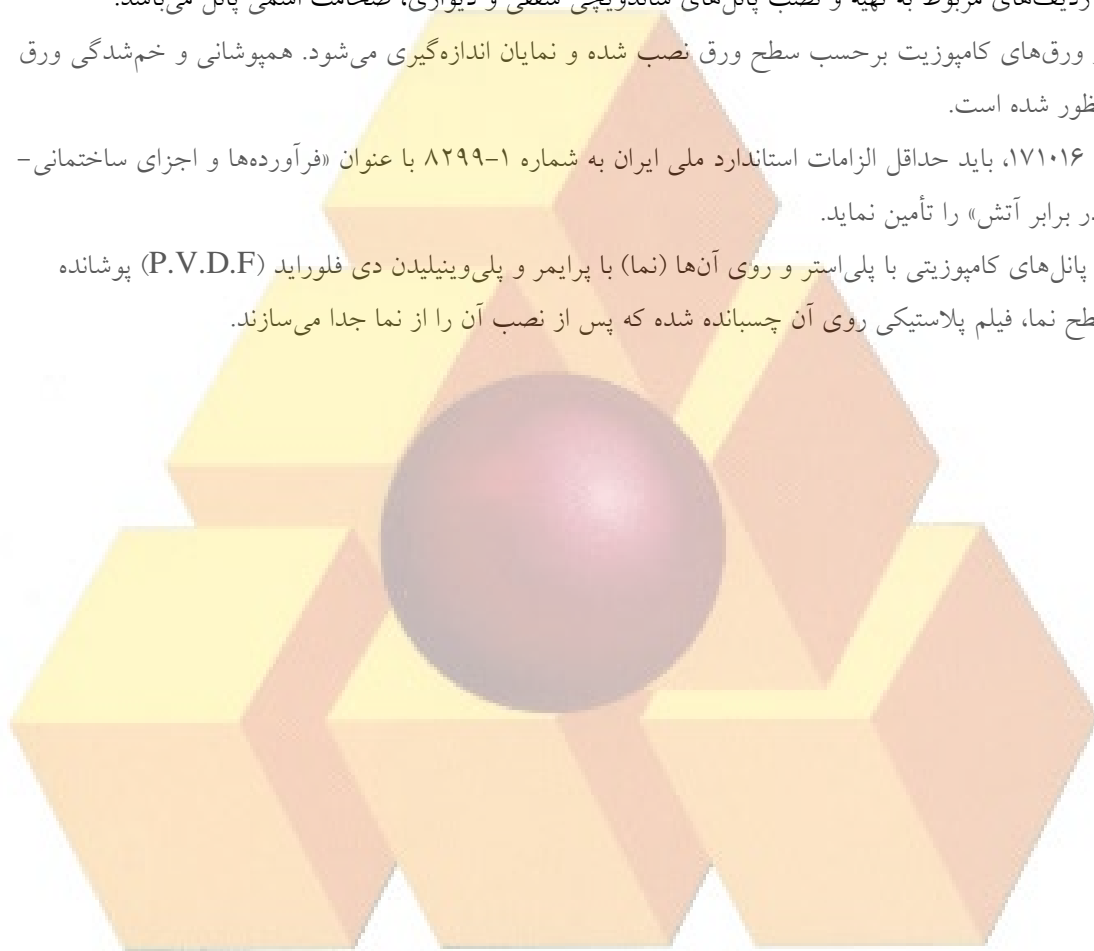 ردیف‌های مربوط به تهیه و نصب پانل‌های ساندویچی سقفی و دیواری، ضخامت اسمی پانل می‌باشد.
ورق‌های کامپوزیت برحسب سطح ورق نصب شده و نمایان اندازه‌گیری می‌شود. همپوشانی و خم‌شدگی ورق
ظور شده است.
۱۷۱۰۱۶، باید حداقل الزامات استاندارد ملی ایران به شماره ۱-۸۲۹۹ با عنوان «فرآورده‌ها و اجزای ساختمانی-
در برابر آتش» را تأمین نماید.
پانل‌های کامپوزیتی با پلی‌استر و روی آن‌ها (نما) با پرایمر و پلی‌وینیلیدن دی فلوراید (P.V.D.F) پوشانده
طح نما، فیلم پلاستیکی روی آن چسبانده شده که پس از نصب آن را از نما جدا می‌سازند.